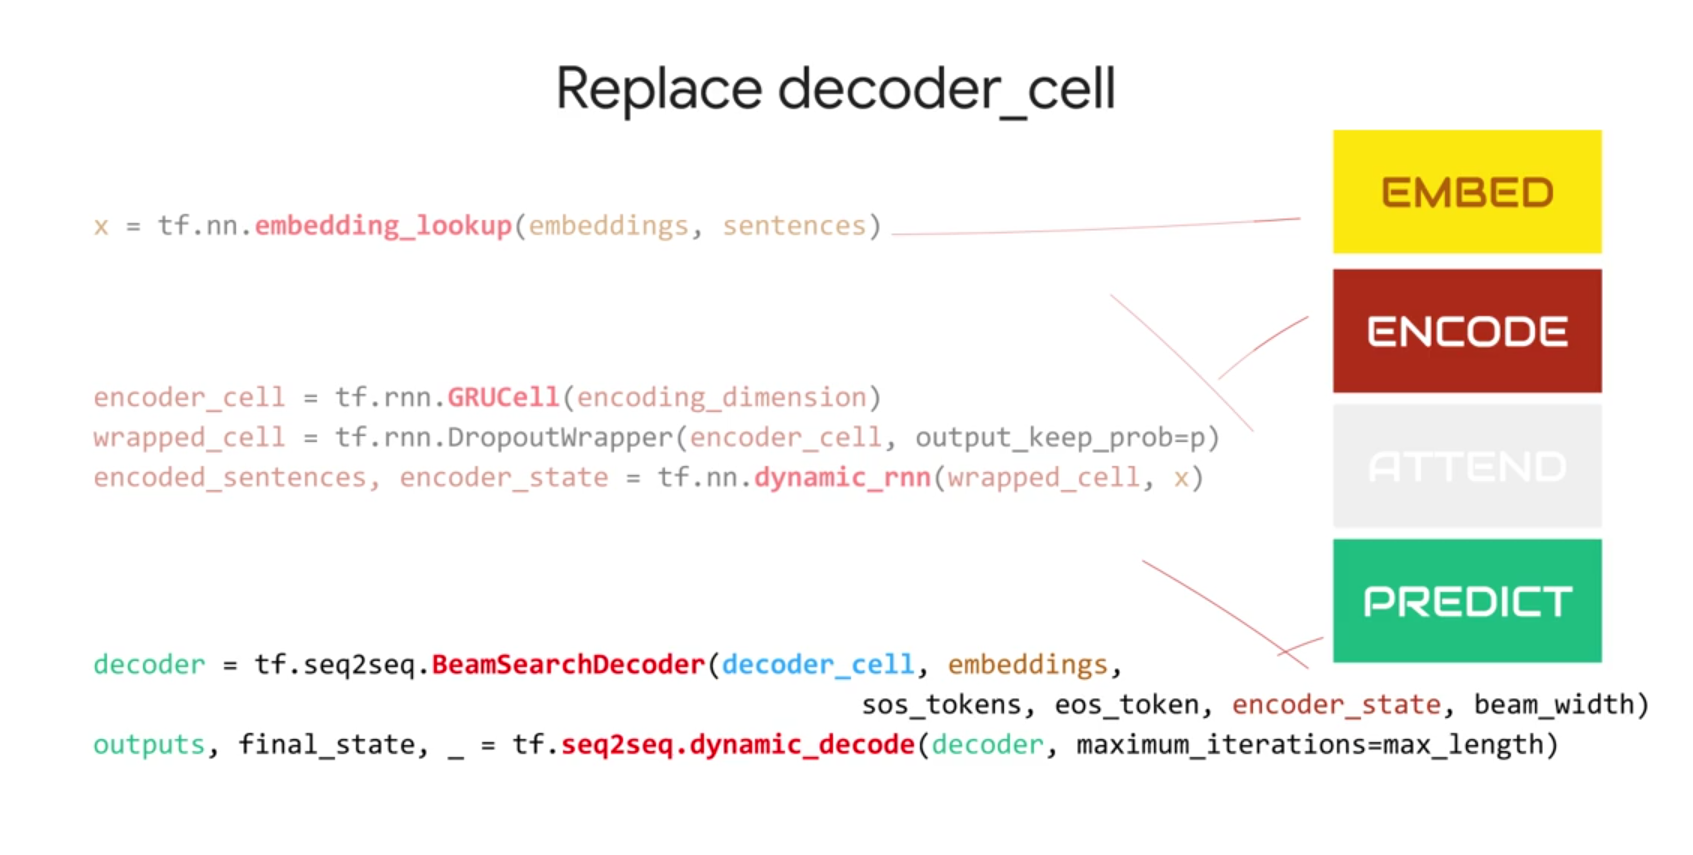 Replace decoder_cell
EMBED
x = tf.nn.embedding_lookup(embeddings, sentences)
ENCODE
encoder_cell = tf.rnn.GRUCell(encoding_dimension)
wrapped_cell = tf.rnn.DropoutWrapper(encoder_cell, output_keep_prob=p)
encoded_sentences, encoder_state = tf.nn.dynamic_rnn(wrapped_cell, x)
ATTEND
PREDICT
decoder = tf.seq2seq.BeamSearchDecoder(decoder_cell, embeddings,
sos_tokens, eos_token, encoder_state, beam_width)
outputs, final_state, _ = tf.seq2seq.dynamic_decode(decoder, maximum_iterations=max_length)